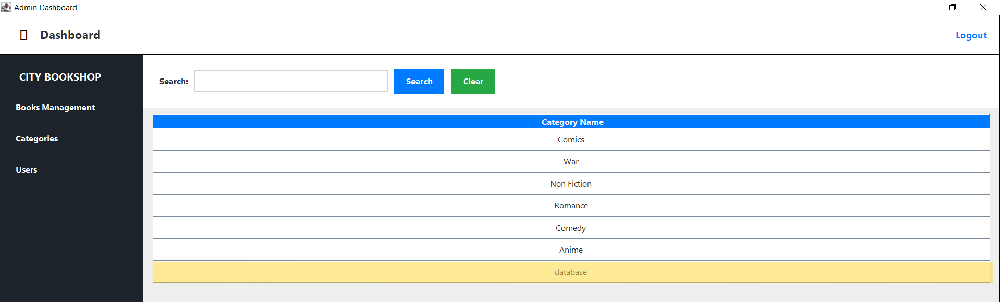 Admin Dashboard
Dashboard
Logout
CITY BOOKSHOP
Books Management
Categories
Users
Search:
Search
Clear
Category Name
Comics
War
Non Fiction
Romance
Comedy
Anime
database